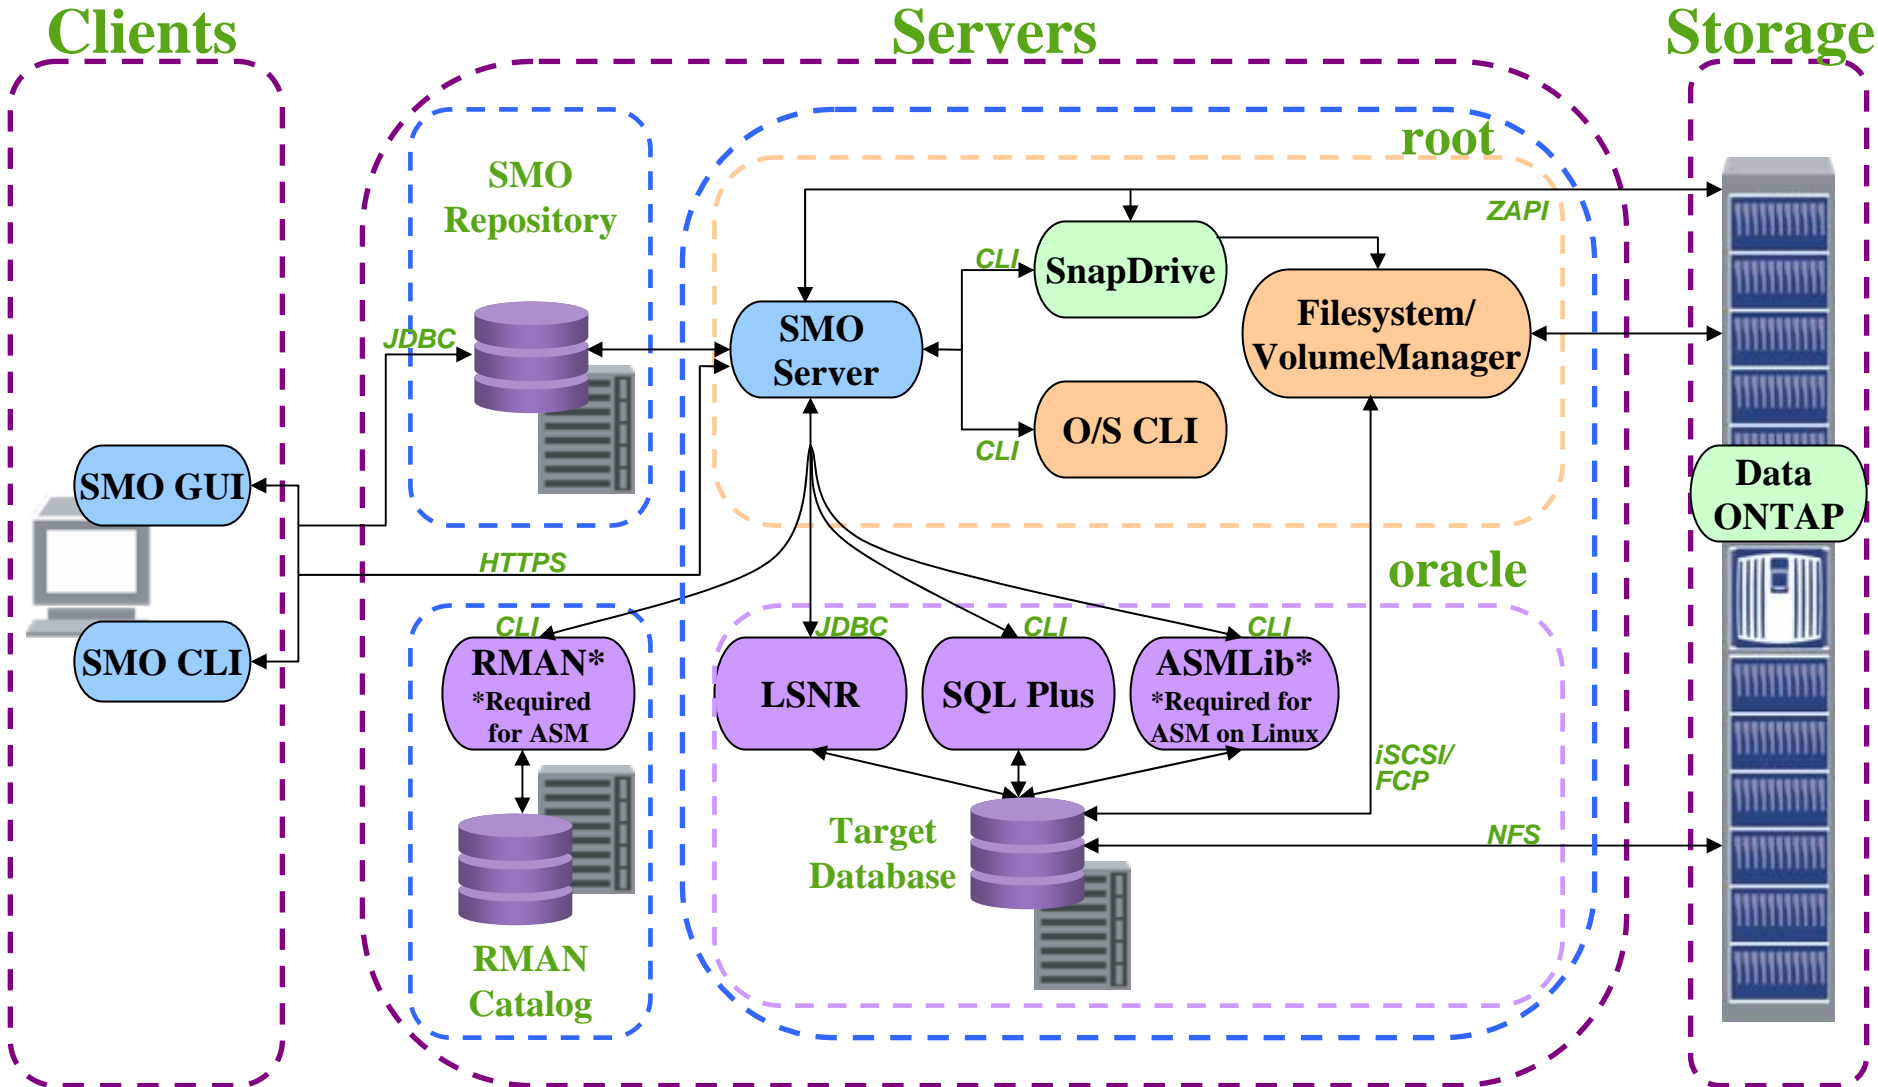 Clients
Servers
Storage
root
SMO
Repository
ZAPI
CLI
SnapDrive
JDBC
SMO
Server
Filesystem/
VolumeManager
O/S CLI
CLI
SMO GUI
Data
ONTAP
HTTPS
oracle
SMO CLI
CLI
JDBC
CLI
CLI
RMAN*
*Required
for ASM
LSNR
SQL Plus
ASMLib*
*Required for
ASM on Linux
iSCSI/
FCP
Target
Database
NFS
RMAN
Catalog